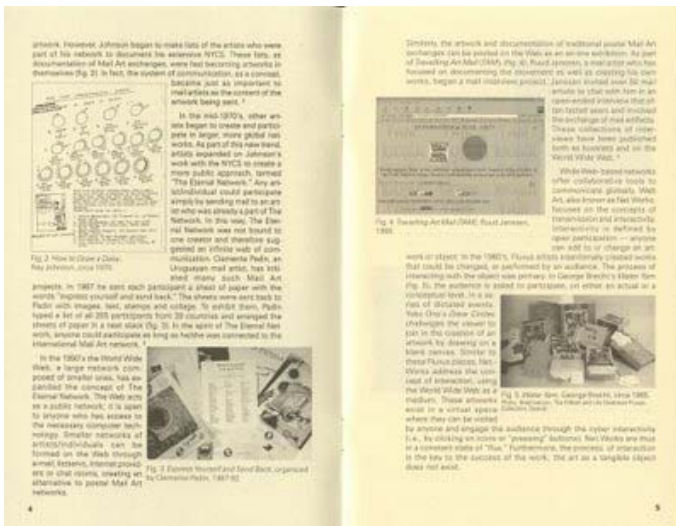 artwork. However, Johnson began to make lists of the artists who were
part of his network to document his extensive NYCS. These lists, as
documentation of Mail Art exchanges, were fast becoming artworks in
themselves (fig. 2). In fact, the system of communication, as a concept,
became just as important to
mail artists as the content of the
artwork being sent. ³
In the mid-1970's, other art-
ists began to create and partici-
pate in larger, more global net-
works. As part of this new trend,
artists expanded on Johnson's
work with the NYCS to create a
more public approach, termed
"The Eternal Network." Any art-
ist/individual could participate
simply by sending mail to an art-
ist who was already a part of The
Network. In this way, The Eter-
nal Network was not bound to
one creator and therefore sug-
gested an infinite web of com-
munication. Clemente Padin, an
Uruguayan mail artist, has initi-
ated many such Mail Art
Fig. 2 How to Draw a Daisy,
Ray Johnson, circa 1970.
projects. In 1987 he sent each participant a sheet of paper with the
words "express yourself and send back." The sheets were sent back to
Padin with images, text, stamps and collage. To exhibit them, Padin
typed a list of all 205 participants from 39 countries and arranged the
sheets of paper in a neat stack (fig. 3). In the spirit of The Eternal Net-
work, anyone could participate as long as he/she was connected to the
international Mail Art network. ⁴
In the 1990's the World Wide
Web, a large network com-
posed of smaller ones, has ex-
panded the concept of The
Eternal Network. The Web acts
as a public network; it is open
to anyone who has access to
the necessary computer tech-
nology. Smaller networks of
artists/individuals can be
formed on the Web through
e-mail, listservs, internet provid-
ers or chat rooms, creating an
alternative to postal Mail Art
networks.
Fig. 3 Express Yourself and Send Back, organized
by Clemente Padin, 1987-92
4
Similarly, the artwork and documentation of traditional postal Mail Art
exchanges can be posted on the Web as an on-line exhibition. As part
of Travelling Art Mail (TAM), (fig. 4), Ruud Janssen, a mail artist who has
focused on documenting the movement as well as creating his own
works, began a mail interview project. Janssen invited over 50 mail
artists to chat with him in an
open-ended interview that of-
ten lasted years and involved
the exchange of mail artifacts.
These collections of inter-
views have been published
both as booklets and on the
World Wide Web. ⁵
While Web-based networks
offer collaborative tools to
communicate globally, Web
Art, also known as Net Works,
focuses on the concepts of
transmission and interactivity.
Interactivity is defined by
open participation — anyone
can add to or change an art-
Fig. 4 Travelling Art Mail (TAM), Ruud Janssen,
work or object. In the 1960's, Fluxus artists intentionally created works
that could be changed, or performed by an audience. The process of
interacting with the object was primary. In George Brecht's Water Yam
(fig. 5), the audience is asked to participate, on either an actual or a
conceptual level, in a se-
ries of dictated events.
Yoko Ono's Draw Circles
challenges the viewer to
join in the creation of an
artwork by drawing on a
blank canvas. Similar to
these Fluxus pieces, Net-
Works address the con-
cept of interaction, using
the World Wide Web as a
medium. These artworks
exist in a virtual space
where they can be visited
Fig. 5 Water Yam, George Brecht, circa 1965.
by anyone and engage the audience through the cyber interactivity
(i.e., by clicking on icons or "pressing" buttons). Net Works are thus
in a constant state of "flux." Furthermore, the process of interaction
is the key to the success of the work; the art as a tangible object
does not exist.
5